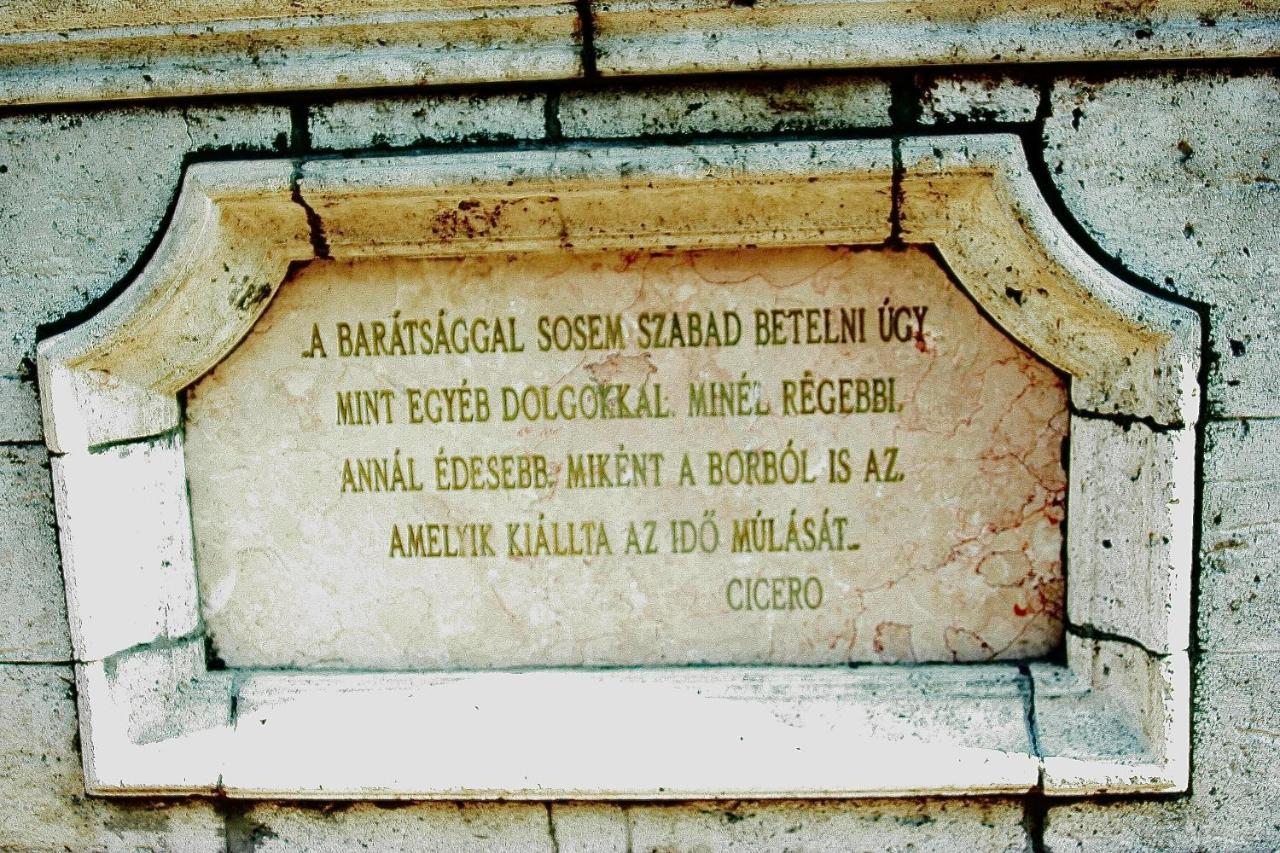 „A BARÁTSÁGGAL SOSEM SZABAD BETELNI ÚGY
MINT EGYÉB DOLGOKKAL. MINÉL RÉGEBBI,
ANNÁL ÉDESEBB, MIKÉNT A BORBÓL IS AZ,
AMELYIK KIÁLLTA AZ IDŐ MÚLÁSÁT„
CICERO